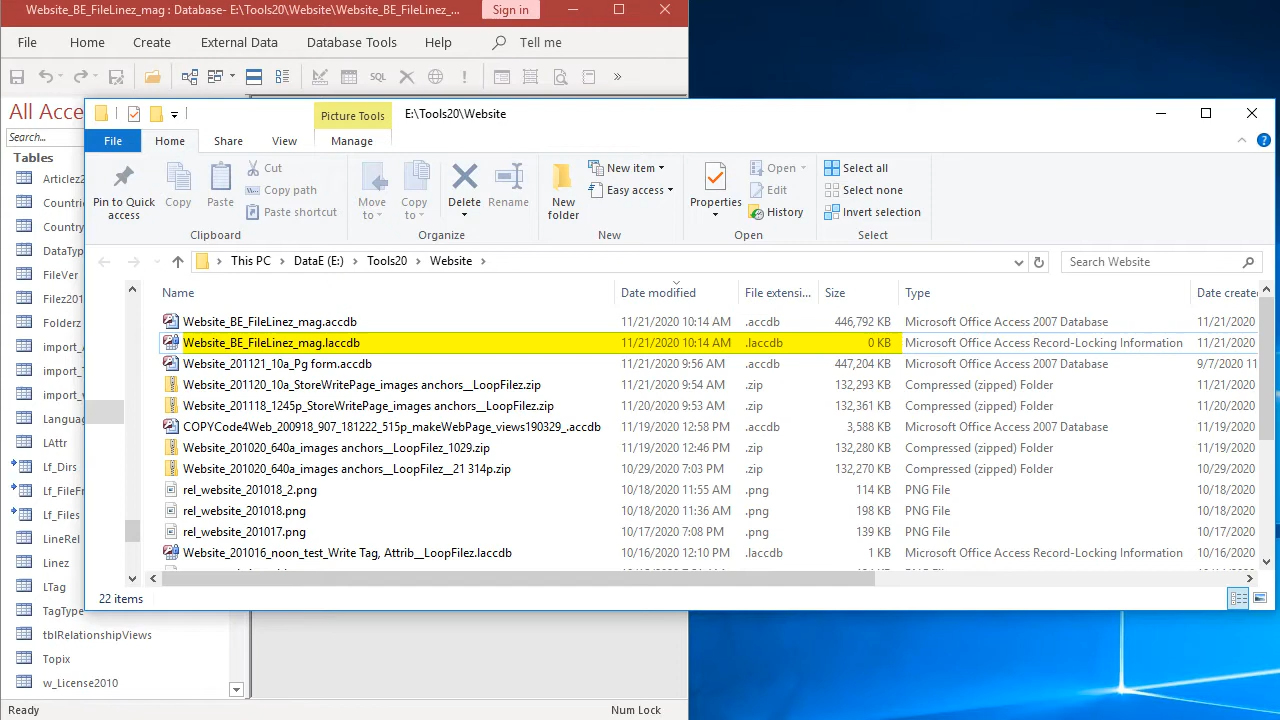 Website_BE_FileLinez_mag : Database- E:\Tools20\Website\Website_BE_FileLinez_... Sign in
File Home Create External Data Database Tools Help Tell me
SQL
All Acce
Search...
Tables
Articlez2
Countri
Country
DataTyp
FileVer
Filez201
Folderz
import_
import_T
import_v
Languag
LAttr
Lf_Dirs
Lf_FileFr
Lf_Files
LineRel
Linez
LTag
TagType
tblRelationshipViews
Topix
w_License2010
Ready Num Lock
Picture Tools E:\Tools20\Website
File Home Share View Manage
Pin to Quick access
Copy
Paste
Cut
Copy path
Paste shortcut
Clipboard
Move to
Copy to
Delete
Rename
Organize
New folder
New item
Easy access
New
Properties
Open
Edit
History
Open
Select all
Select none
Invert selection
Select
This PC > DataE (E:) > Tools20 > Website >
Search Website
Name Date modified File extensi... Size Type Date create
Website_BE_FileLinez_mag.accdb 11/21/2020 10:14 AM .accdb 446,792 KB Microsoft Office Access 2007 Database 11/21/2020
Website_BE_FileLinez_mag.laccdb 11/21/2020 10:14 AM .laccdb 0 KB Microsoft Office Access Record-Locking Information 11/21/2020
Website_201121_10a_Pg form.accdb 11/21/2020 9:56 AM .accdb 447,204 KB Microsoft Office Access 2007 Database 9/7/2020 11
Website_201120_10a_StoreWritePage_images anchors__LoopFilez.zip 11/21/2020 9:54 AM .zip 132,293 KB Compressed (zipped) Folder 11/21/2020
Website_201118_1245p_StoreWritePage_images anchors__LoopFilez.zip 11/20/2020 9:53 AM .zip 132,361 KB Compressed (zipped) Folder 11/20/2020
COPYCode4Web_200918_907_181222_515p_makeWebPage_views190329_.accdb 11/19/2020 12:58 PM .accdb 3,588 KB Microsoft Office Access 2007 Database 11/19/2020
Website_201020_640a_images anchors__LoopFilez_1029.zip 11/19/2020 12:46 PM .zip 132,280 KB Compressed (zipped) Folder 11/19/2020
Website_201020_640a_images anchors__LoopFilez__21 314p.zip 10/29/2020 7:03 PM .zip 132,270 KB Compressed (zipped) Folder 10/29/2020
rel_website_201018_2.png 10/18/2020 11:55 AM .png 114 KB PNG File 10/18/2020
rel_website_201018.png 10/18/2020 11:36 AM .png 198 KB PNG File 10/18/2020
rel_website_201017.png 10/17/2020 7:08 PM .png 139 KB PNG File 10/17/2020
Website_201016_noon_test_Write Tag, Attrib__LoopFilez.laccdb 10/16/2020 12:10 PM .laccdb 1 KB Microsoft Office Access Record-Locking Information 10/16/2020
22 items